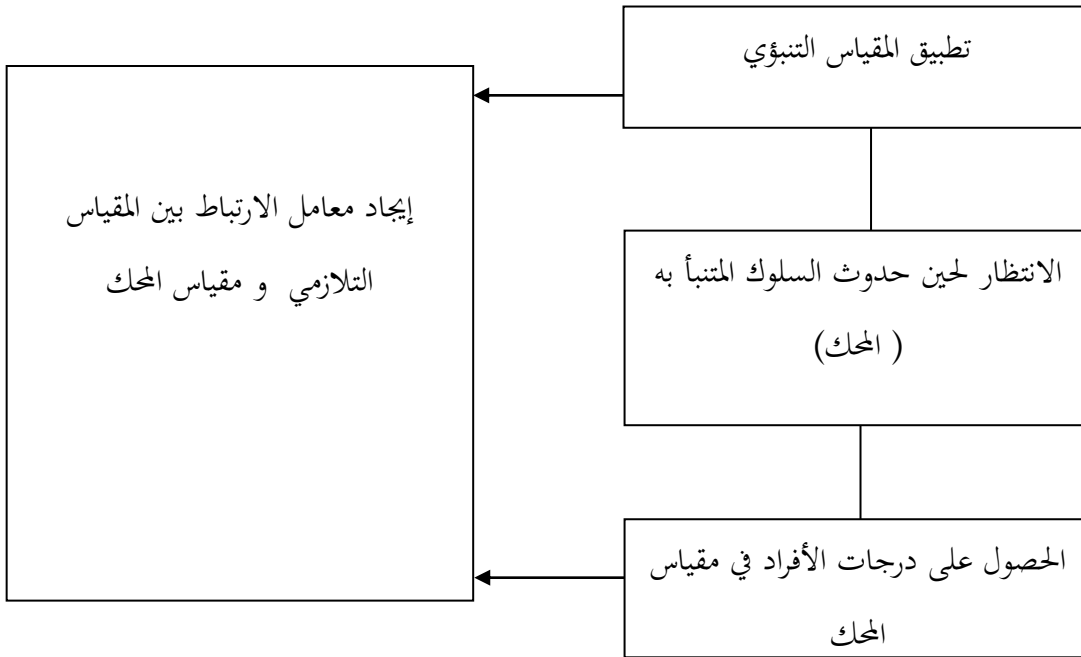 تطبيق المقياس التنبؤي
الانتظار لحين حدوث السلوك المتنبأ به
( المحك)
الحصول على درجات الأفراد في مقياس
المحك
إيجاد معامل الارتباط بين المقياس
التلازمي و مقياس المحك